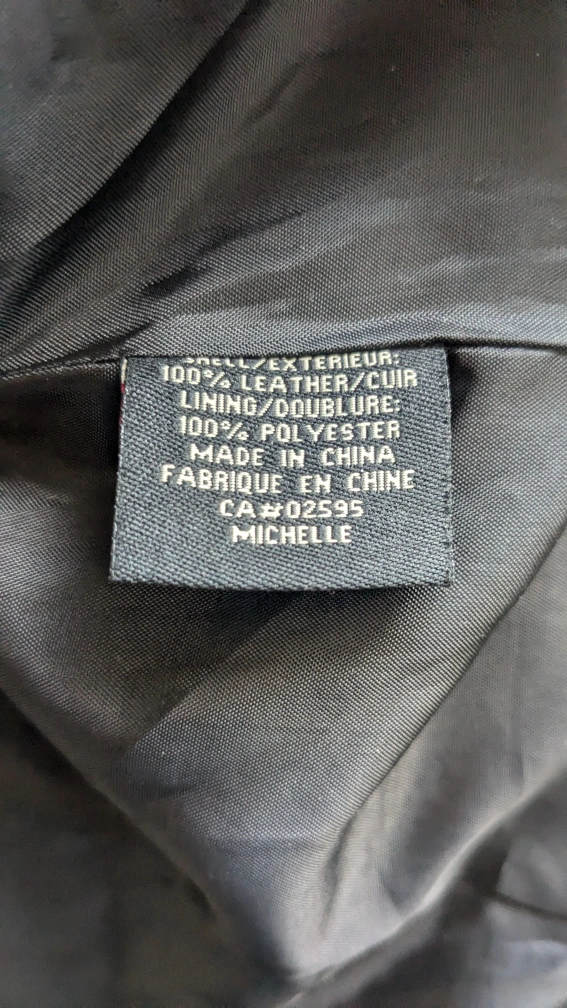 SHELL/EXTERIEUR:
100% LEATHER/CUIR
LINING/DOUBLURE:
100% POLYESTER
MADE IN CHINA
FABRIQUE EN CHINE
CA#02595
MICHELLE